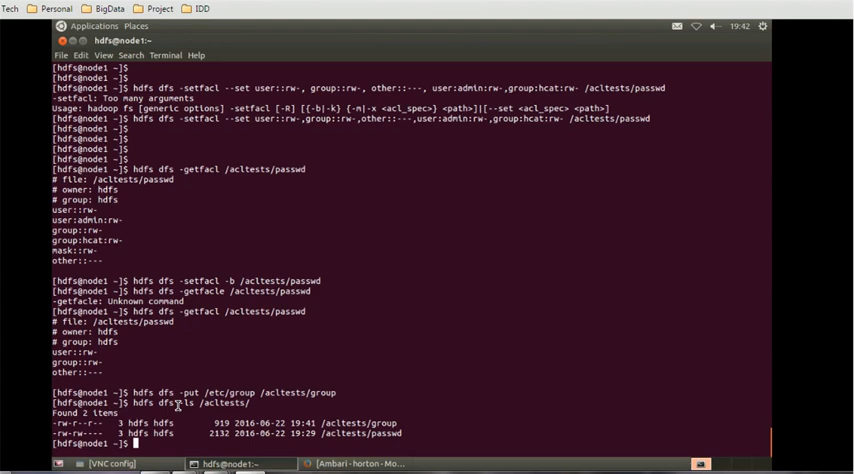 Tech Personal BigData Project IDD
Applications Places 19:42
hdfs@node1:~
File Edit View Search Terminal Help
[hdfs@node1 ~]$
[hdfs@node1 ~]$
[hdfs@node1 ~]$ hdfs dfs -setfacl --set user::rw-, group::rw-, other::---, user:admin:rw-,group:hcat:rw- /acltests/passwd
-setfacl: Too many arguments
Usage: hadoop fs [generic options] -setfacl [-R] [{-b|-k} {-m|-x <acl_spec>} <path>]|[--set <acl_spec> <path>]
[hdfs@node1 ~]$ hdfs dfs -setfacl --set user::rw-,group::rw-,other::---,user:admin:rw-,group:hcat:rw- /acltests/passwd
[hdfs@node1 ~]$
[hdfs@node1 ~]$
[hdfs@node1 ~]$
[hdfs@node1 ~]$
[hdfs@node1 ~]$ hdfs dfs -getfacl /acltests/passwd
# file: /acltests/passwd
# owner: hdfs
# group: hdfs
user::rw-
user:admin:rw-
group::rw-
group:hcat:rw-
mask::rw-
other::---
[hdfs@node1 ~]$ hdfs dfs -setfacl -b /acltests/passwd
[hdfs@node1 ~]$ hdfs dfs -getfacle /acltests/passwd
-getfacle: Unknown command
[hdfs@node1 ~]$ hdfs dfs -getfacl /acltests/passwd
# file: /acltests/passwd
# owner: hdfs
# group: hdfs
user::rw-
group::rw-
other::---
[hdfs@node1 ~]$ hdfs dfs -put /etc/group /acltests/group
[hdfs@node1 ~]$ hdfs dfs -ls /acltests/
Found 2 items
-rw-r--r-- 3 hdfs hdfs 919 2016-06-22 19:41 /acltests/group
-rw-rw---- 3 hdfs hdfs 2132 2016-06-22 19:29 /acltests/passwd
[hdfs@node1 ~]$
[VNC config] hdfs@node1:~ [Ambari - horton - Mo...